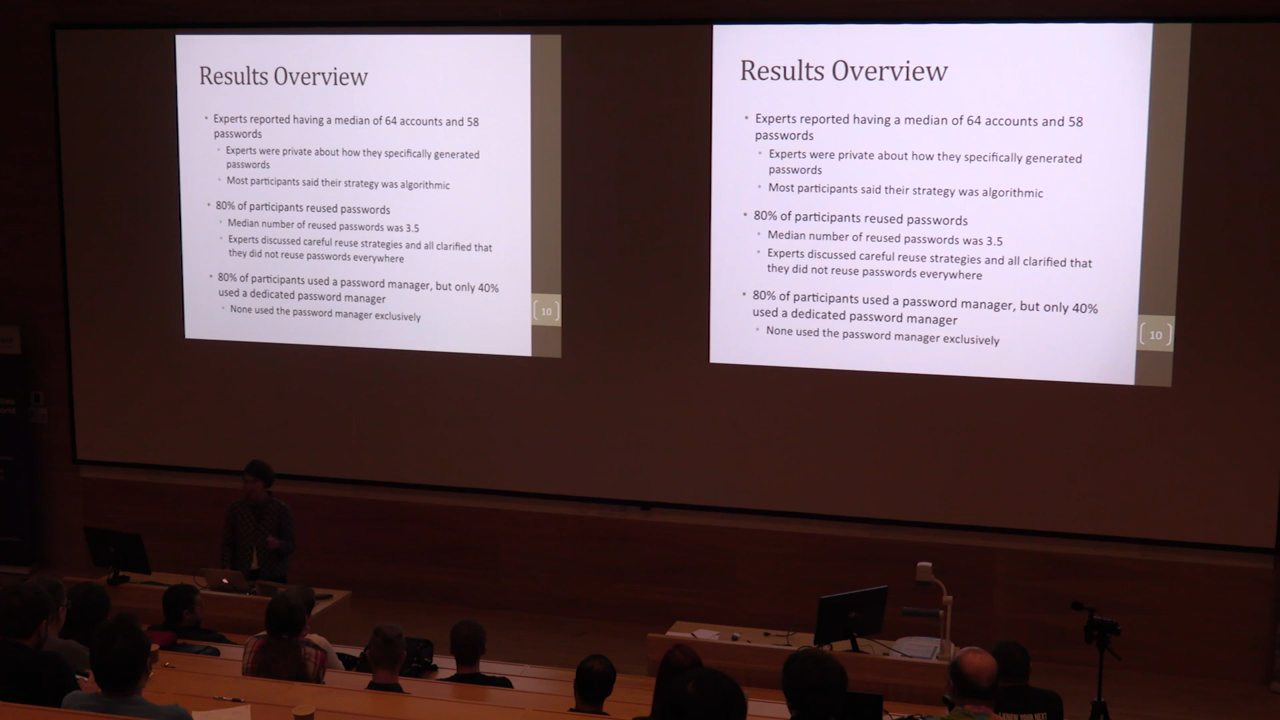 Results Overview
Experts reported having a median of 64 accounts and 58
passwords
Experts were private about how they specifically generated
passwords
Most participants said their strategy was algorithmic
80% of participants reused passwords
Median number of reused passwords was 3.5
Experts discussed careful reuse strategies and all clarified that
they did not reuse passwords everywhere
80% of participants used a password manager, but only 40%
used a dedicated password manager
None used the password manager exclusively
10
Results Overview
Experts reported having a median of 64 accounts and 58
passwords
Experts were private about how they specifically generated
passwords
Most participants said their strategy was algorithmic
80% of participants reused passwords
Median number of reused passwords was 3.5
Experts discussed careful reuse strategies and all clarified that
they did not reuse passwords everywhere
80% of participants used a password manager, but only 40%
used a dedicated password manager
None used the password manager exclusively
10